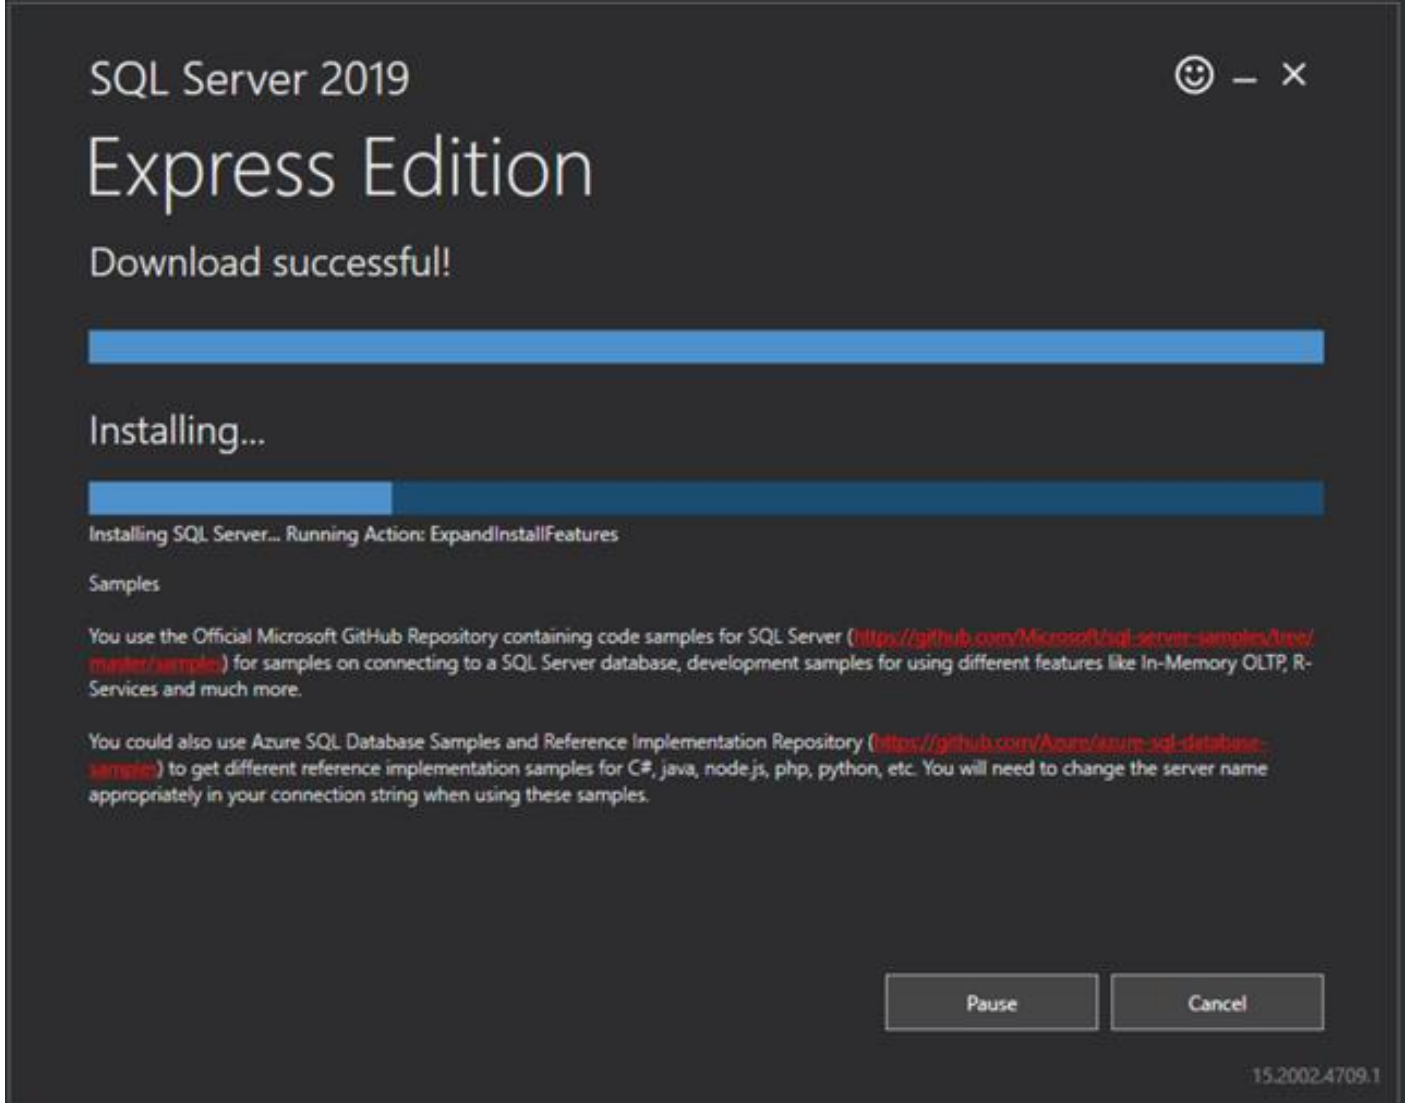 SQL Server 2019
Express Edition
Download successful!
Installing...
Installing SQL Server... Running Action: ExpandInstallFeatures
Samples
You use the Official Microsoft GitHub Repository containing code samples for SQL Server (https://github.com/Microsoft/sql-server-samples/tree/
master/samples) for samples on connecting to a SQL Server database, development samples for using different features like In-Memory OLTP, R-
Services and much more.
You could also use Azure SQL Database Samples and Reference Implementation Repository (https://github.com/Azure/azure-sql-database-
samples) to get different reference implementation samples for C#, java, node.js, php, python, etc. You will need to change the server name
appropriately in your connection string when using these samples.
Pause
Cancel
15.2002.4709.1